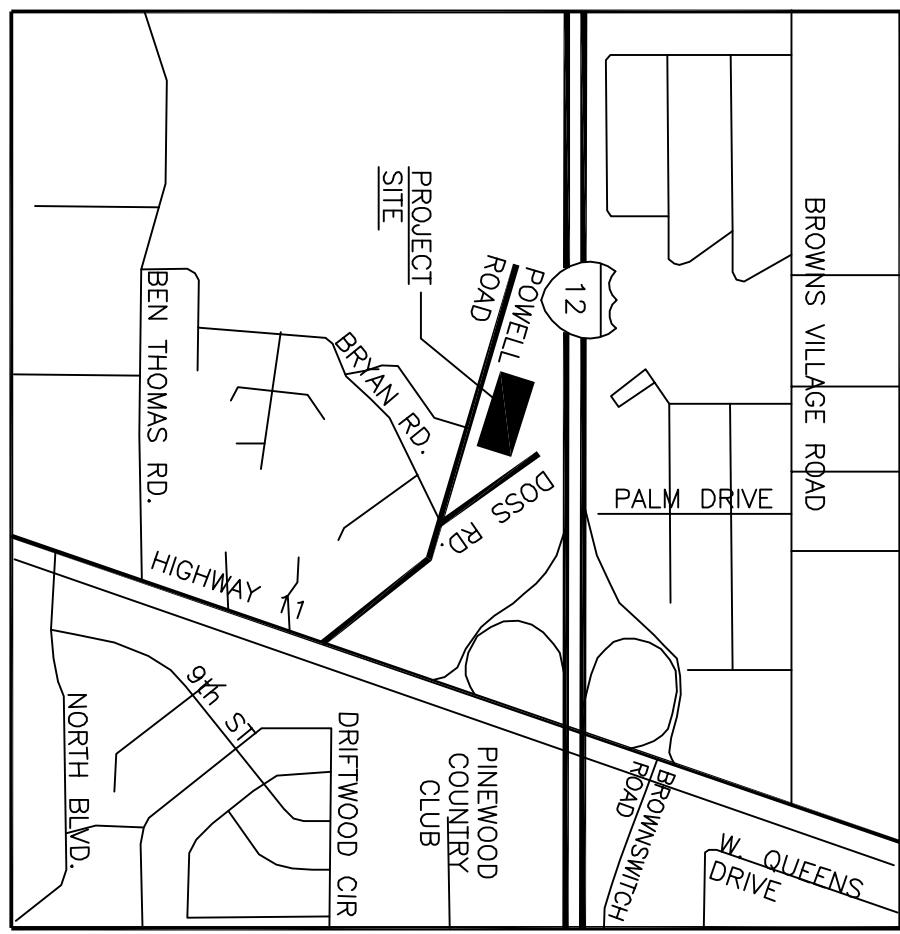 BROWNS VILLAGE ROAD
PROJECT
SITE
POWELL
ROAD
12
BEN THOMAS RD.
BRYAN RD.
DOSS RD.
PALM DRIVE
HIGHWAY 11
9th ST
NORTH BLVD.
DRIFTWOOD CIR
PINEWOOD
COUNTRY
CLUB
BROWNSWITCH
ROAD
W. QUEENS
DRIVE